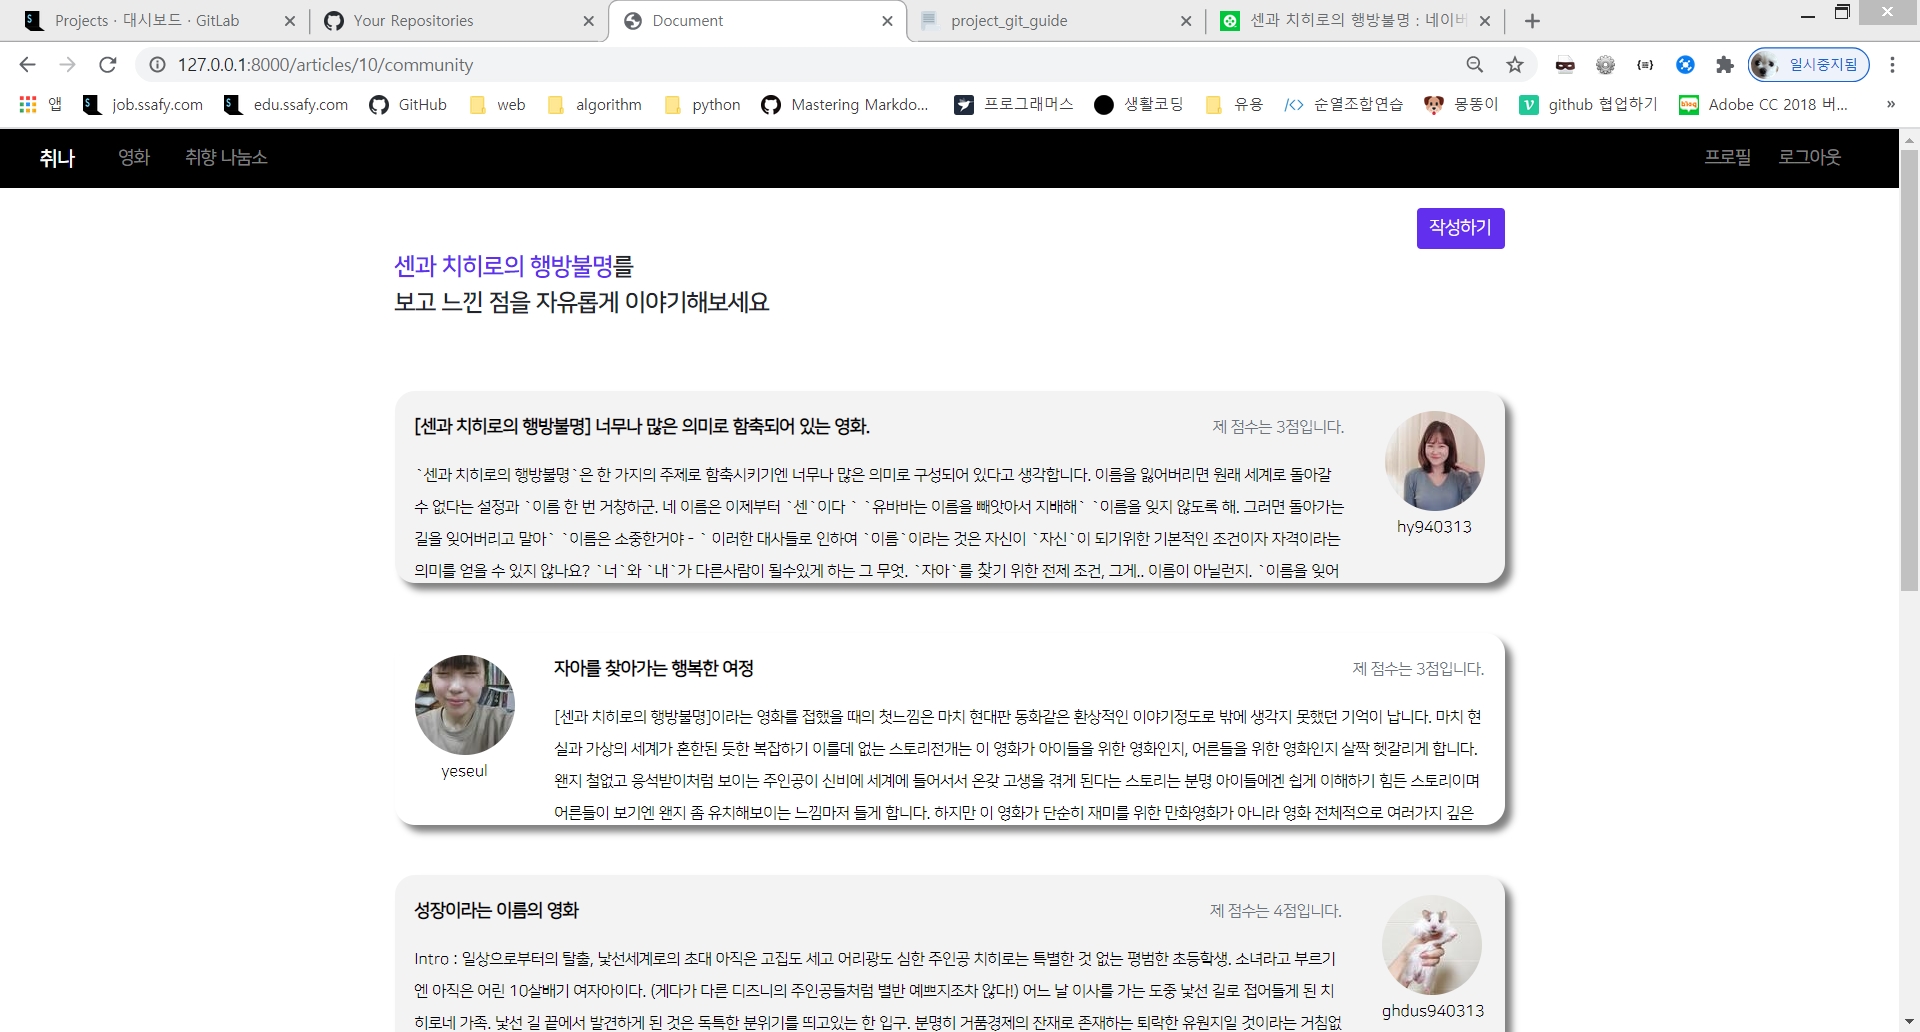 Projects · 대시보드 · GitLab
Your Repositories
Document
project_git_guide
센과 치히로의 행방불명 : 네이버
127.0.0.1:8000/articles/10/community
일시중지됨
앱
job.ssafy.com
edu.ssafy.com
GitHub
web
algorithm
python
Mastering Markdo...
프로그래머스
생활코딩
유용
순열조합연습
몽똥이
github 협업하기
Adobe CC 2018 버...
취나
영화
취향 나눔소
프로필
로그아웃
작성하기
센과 치히로의 행방불명를
보고 느낀 점을 자유롭게 이야기해보세요
[센과 치히로의 행방불명] 너무나 많은 의미로 함축되어 있는 영화.
제 점수는 3점입니다.
`센과 치히로의 행방불명`은 한 가지의 주제로 함축시키기엔 너무나 많은 의미로 구성되어 있다고 생각합니다. 이름을 잃어버리면 원래 세계로 돌아갈
수 없다는 설정과 `이름 한 번 거창하군. 네 이름은 이제부터 `센`이다 ` `유바바는 이름을 빼앗아서 지배해` `이름을 잊지 않도록 해. 그러면 돌아가는
길을 잊어버리고 말아` `이름은 소중한거야 - ` 이러한 대사들로 인하여 `이름`이라는 것은 자신이 `자신`이 되기위한 기본적인 조건이자 자격이라는
의미를 얻을 수 있지 않나요? `너`와 `내`가 다른사람이 될수있게 하는 그 무엇. `자아`를 찾기 위한 전제 조건, 그게.. 이름이 아닐런지. `이름을 잊어
hy940313
자아를 찾아가는 행복한 여정
제 점수는 3점입니다.
[센과 치히로의 행방불명]이라는 영화를 접했을 때의 첫느낌은 마치 현대판 동화같은 환상적인 이야기정도로 밖에 생각지 못했던 기억이 납니다. 마치 현
실과 가상의 세계가 혼한된 듯한 복잡하기 이를데 없는 스토리전개는 이 영화가 아이들을 위한 영화인지, 어른들을 위한 영화인지 살짝 헷갈리게 합니다.
왠지 철없고 응석받이처럼 보이는 주인공이 신비에 세계에 들어서서 온갖 고생을 겪게 된다는 스토리는 분명 아이들에겐 쉽게 이해하기 힘든 스토리이며
어른들이 보기엔 왠지 좀 유치해보이는 느낌마저 들게 합니다. 하지만 이 영화가 단순히 재미를 위한 만화영화가 아니라 영화 전체적으로 여러가지 깊은
yeseul
성장이라는 이름의 영화
제 점수는 4점입니다.
Intro : 일상으로부터의 탈출, 낯선세계로의 초대 아직은 고집도 세고 어리광도 심한 주인공 치히로는 특별한 것 없는 평범한 초등학생. 소녀라고 부르기
엔 아직은 어린 10살배기 여자아이다. (게다가 다른 디즈니의 주인공들처럼 별반 예쁘지조차 않다!) 어느 날 이사를 가는 도중 낯선 길로 접어들게 된 치
히로네 가족. 낯선 길 끝에서 발견하게 된 것은 독특한 분위기를 띄고있는 한 입구. 분명히 거품경제의 잔재로 존재하는 퇴락한 유원지일 것이라는 거침없
ghdus940313